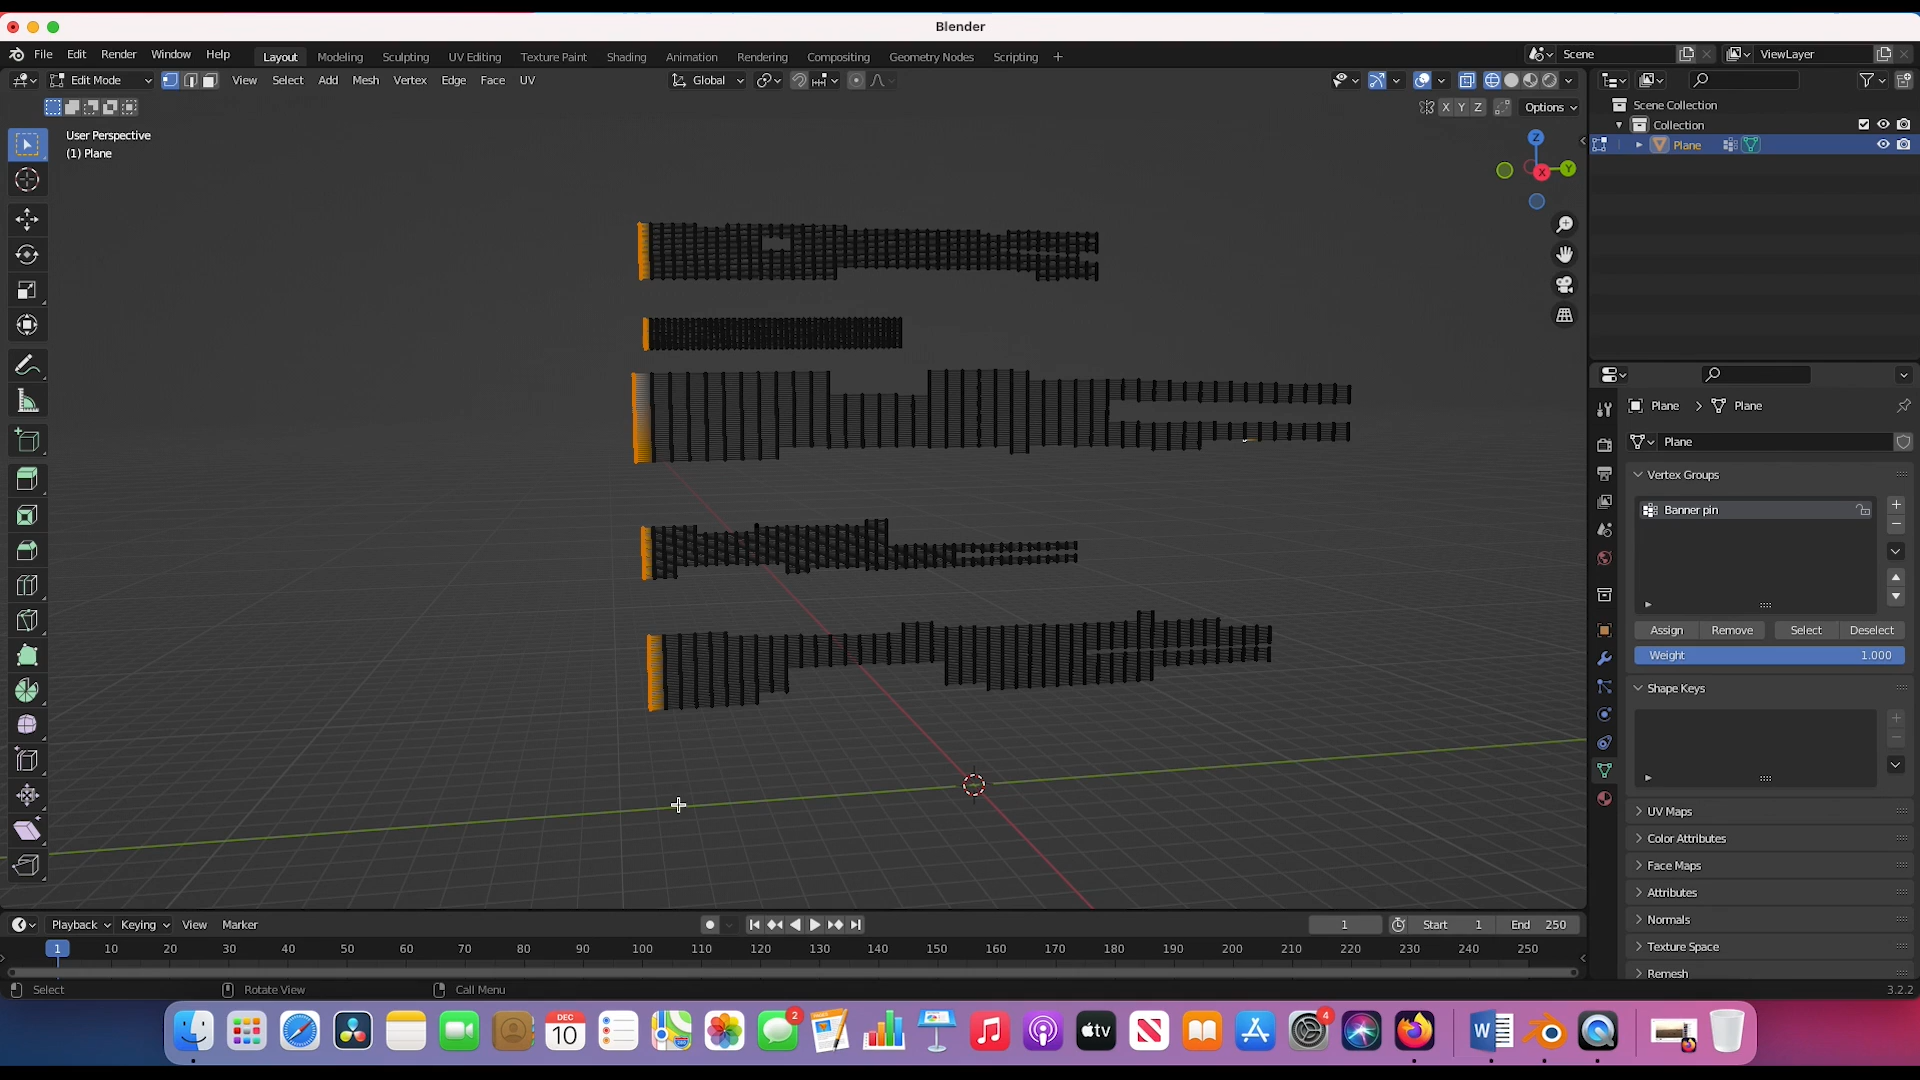 Blender
File Edit Render Window Help Layout Modeling Sculpting UV Editing Texture Paint Shading Animation Rendering Compositing Geometry Nodes Scripting + Scene ViewLayer
Edit Mode View Select Add Mesh Vertex Edge Face UV Global
X Y Z Options
User Perspective
(1) Plane
Z
Y
X
Scene Collection
Collection
Plane
Plane > Plane
Plane
Vertex Groups
Banner pin
Assign Remove Select Deselect
Weight 1.000
Shape Keys
UV Maps
Color Attributes
Face Maps
Attributes
Normals
Texture Space
Remesh
Playback Keying View Marker 1 Start 1 End 250
1 10 20 30 40 50 60 70 80 90 100 110 120 130 140 150 160 170 180 190 200 210 220 230 240 250
Select Rotate View Call Menu 3.2.2
DEC
10
2
tv
4
W